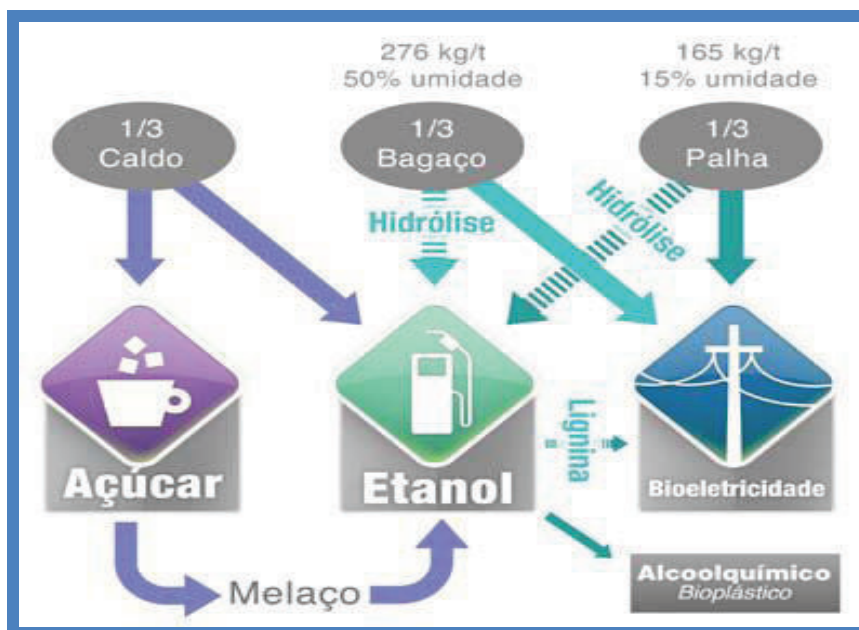 276 kg/t
50% umidade
165 kg/t
15% umidade
1/3
Caldo
1/3
Bagaço
1/3
Palha
Hidrólise
Hidrólise
Lignina
Açúcar
Etanol
Bioeletricidade
Melaço
Alcoolquímico
Bioplástico